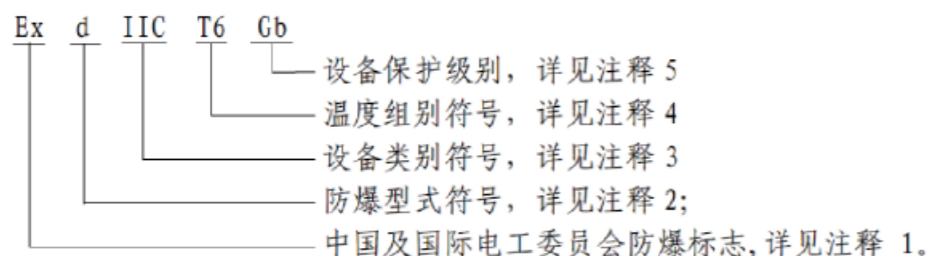 Ex d IIC T6 Gb
设备保护级别，详见注释 5
温度组别符号，详见注释 4
设备类别符号，详见注释 3
防爆型式符号，详见注释 2;
中国及国际电工委员会防爆标志,详见注释 1。